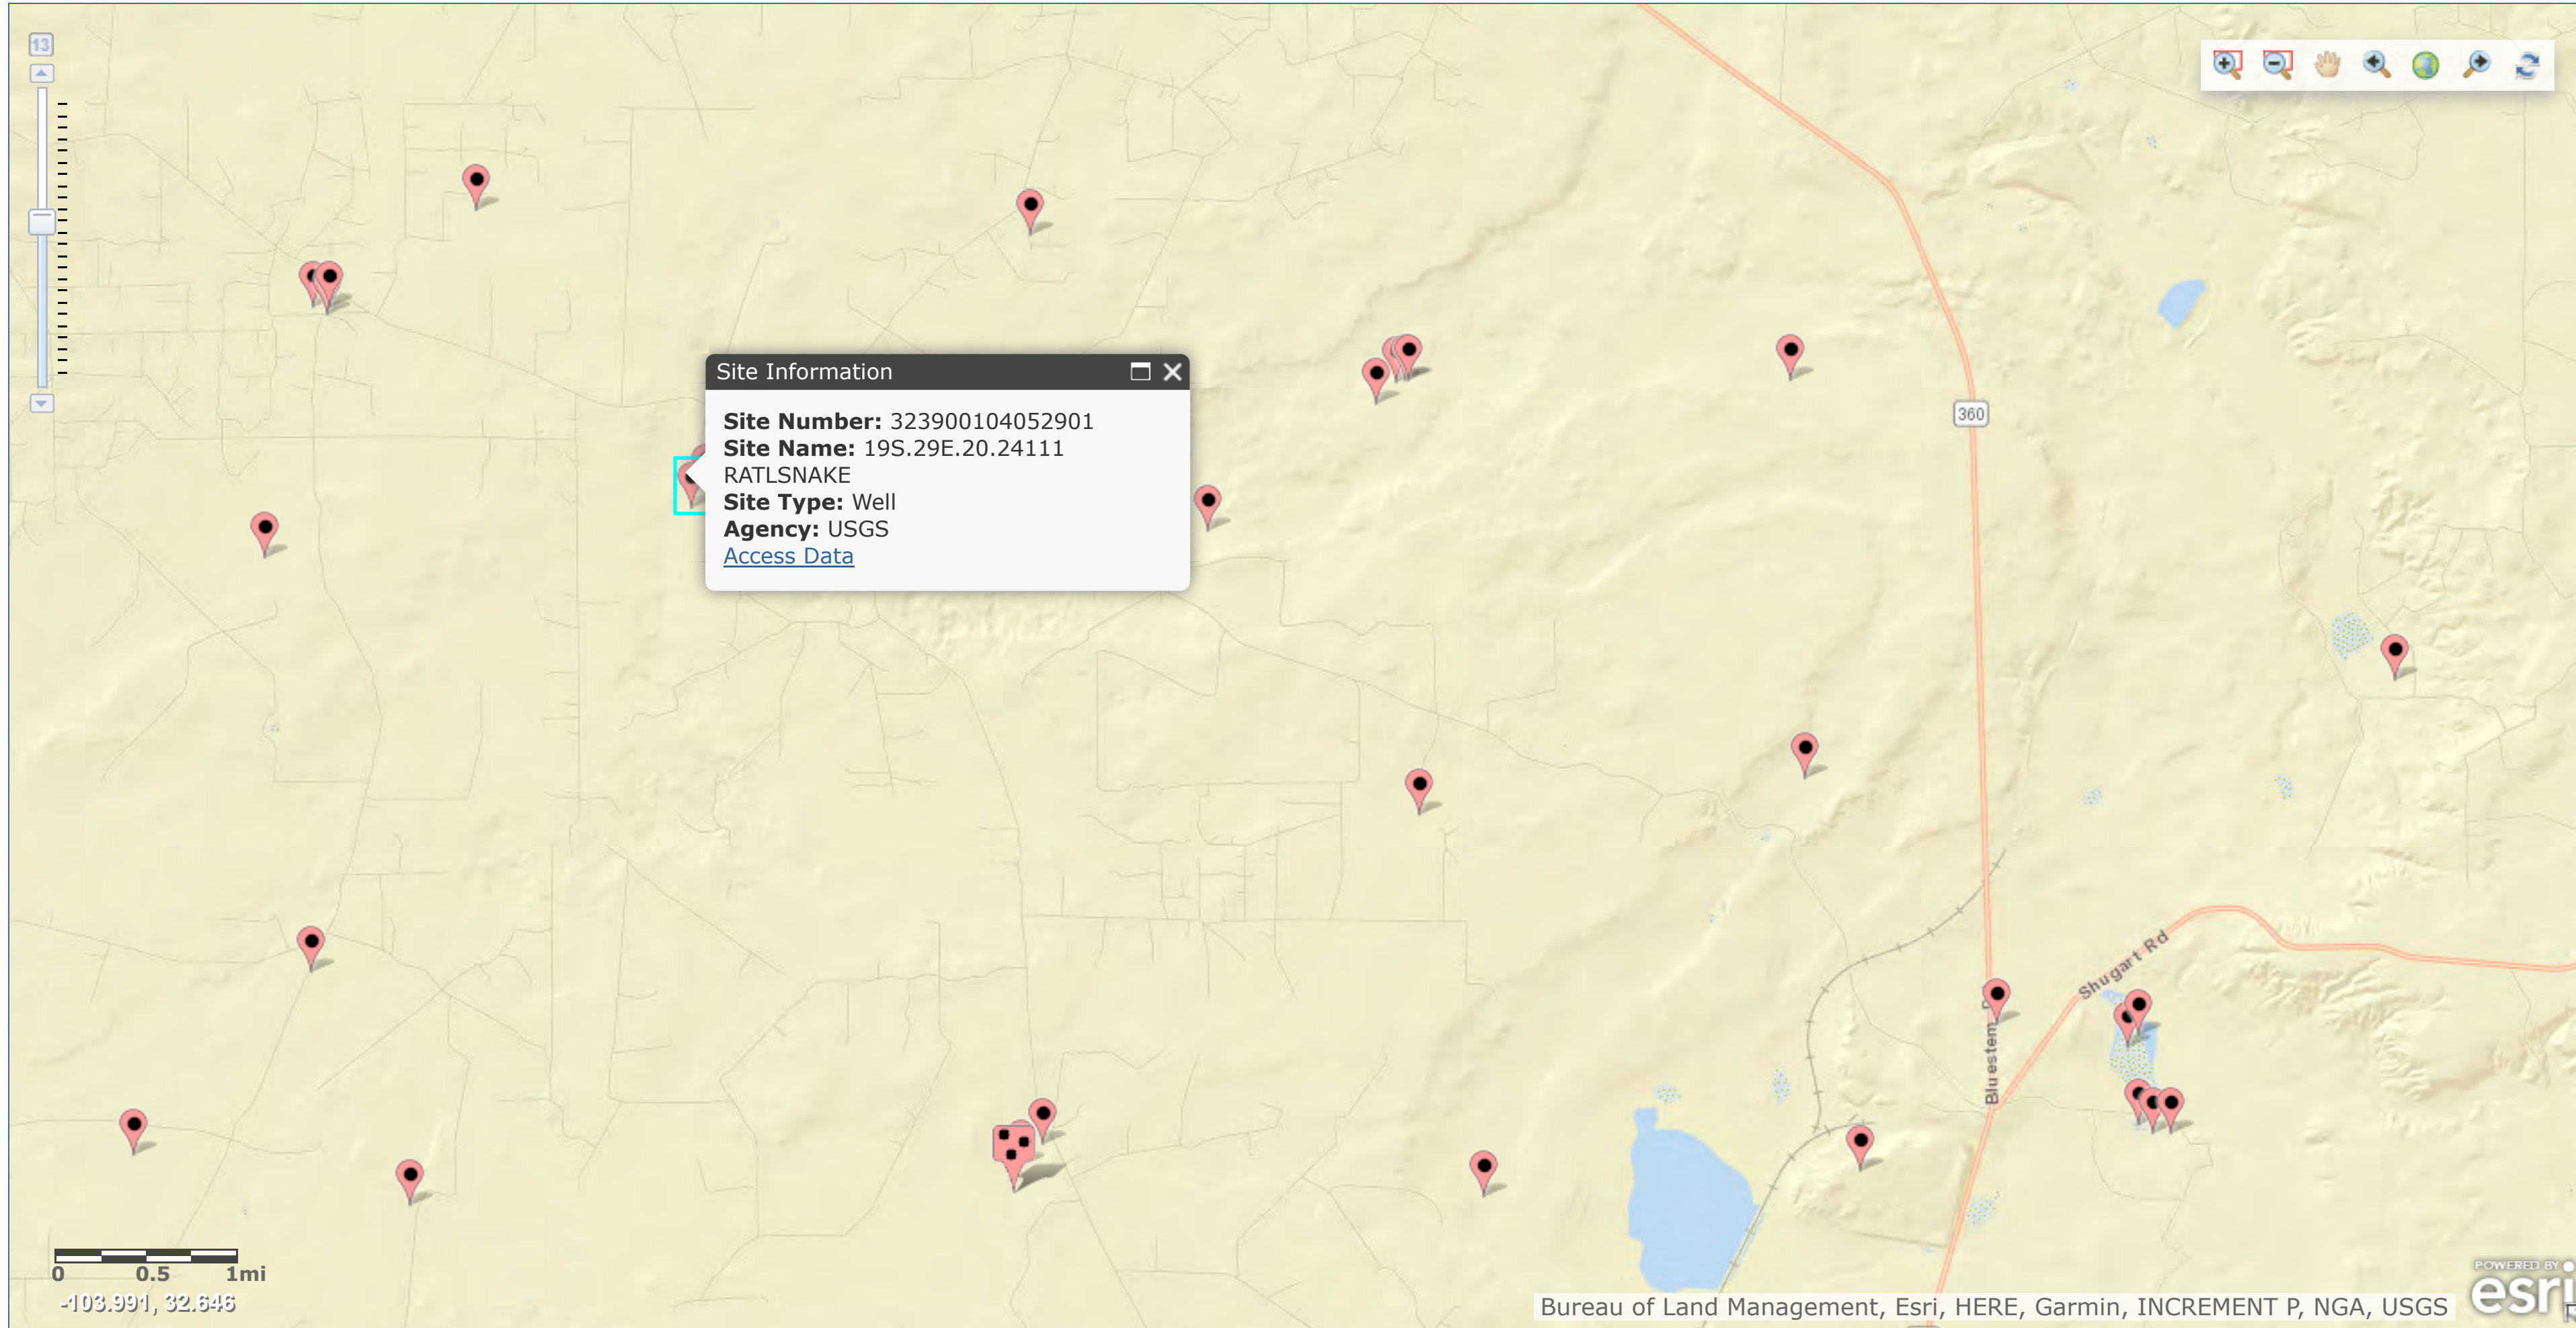 13
Site Information
Site Number: 323900104052901
Site Name: 19S.29E.20.24111
RATLSNAKE
Site Type: Well
Agency: USGS
Access Data
360
Shugart Rd
Bluestem
0 0.5 1mi
-103.991, 32.646
POWERED BY
esri
Bureau of Land Management, Esri, HERE, Garmin, INCREMENT P, NGA, USGS